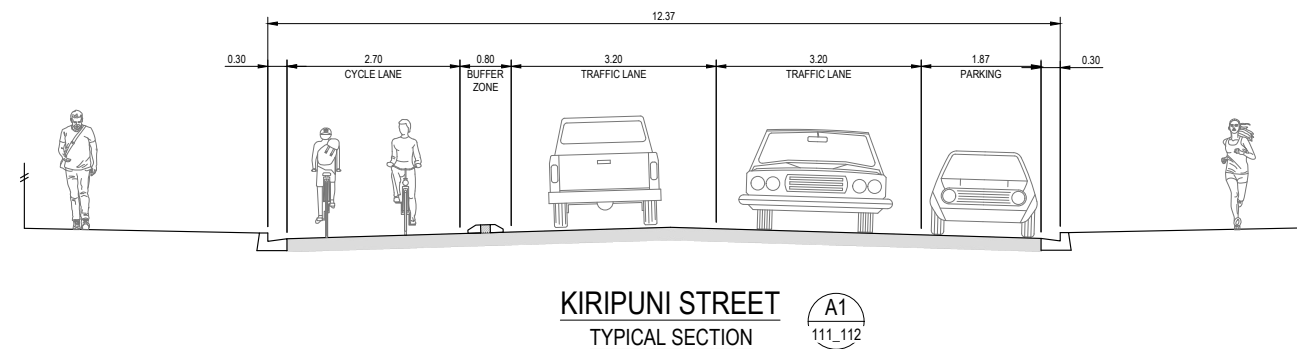 12.37
0.30
2.70
0.80
3.20
3.20
1.87
0.30
CYCLE LANE
BUFFER
ZONE
TRAFFIC LANE
TRAFFIC LANE
PARKING
KIRIPUNI STREET
TYPICAL SECTION
A1
111_112